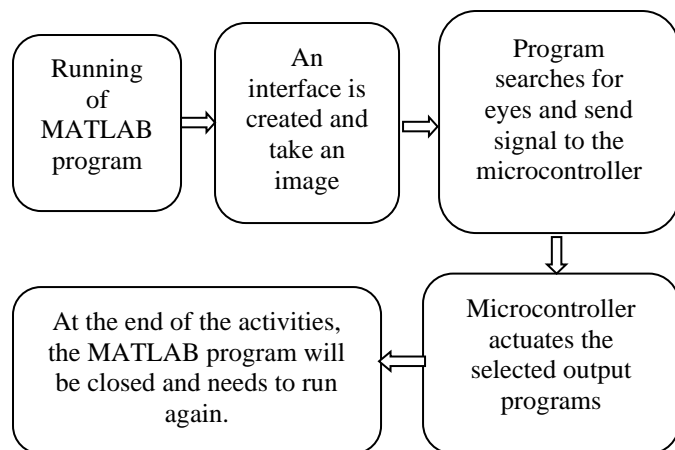 Running
of
MATLAB
program
An
interface is
created and
take an
image
Program
searches for
eyes and send
signal to the
microcontroller
Microcontroller
actuates the
selected output
programs
At the end of the activities,
the MATLAB program will
be closed and needs to run
again.